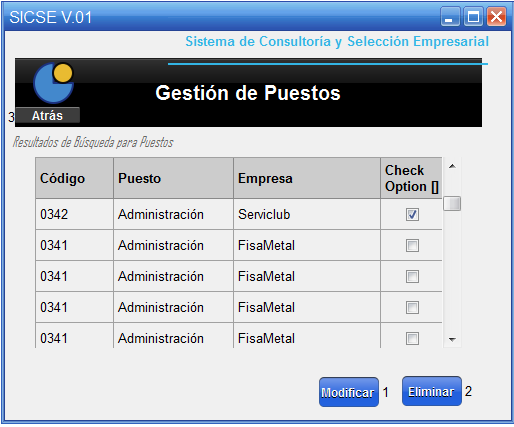 SICSE V.01
Sistema de Consultoría y Selección Empresarial
Gestión de Puestos
3 Atrás
Resultados de Búsqueda para Puestos
Código Puesto Empresa Check Option []
0342 Administración Serviclub
0341 Administración FisaMetal
0341 Administración FisaMetal
0341 Administración FisaMetal
0341 Administración FisaMetal
Modificar 1 Eliminar 2